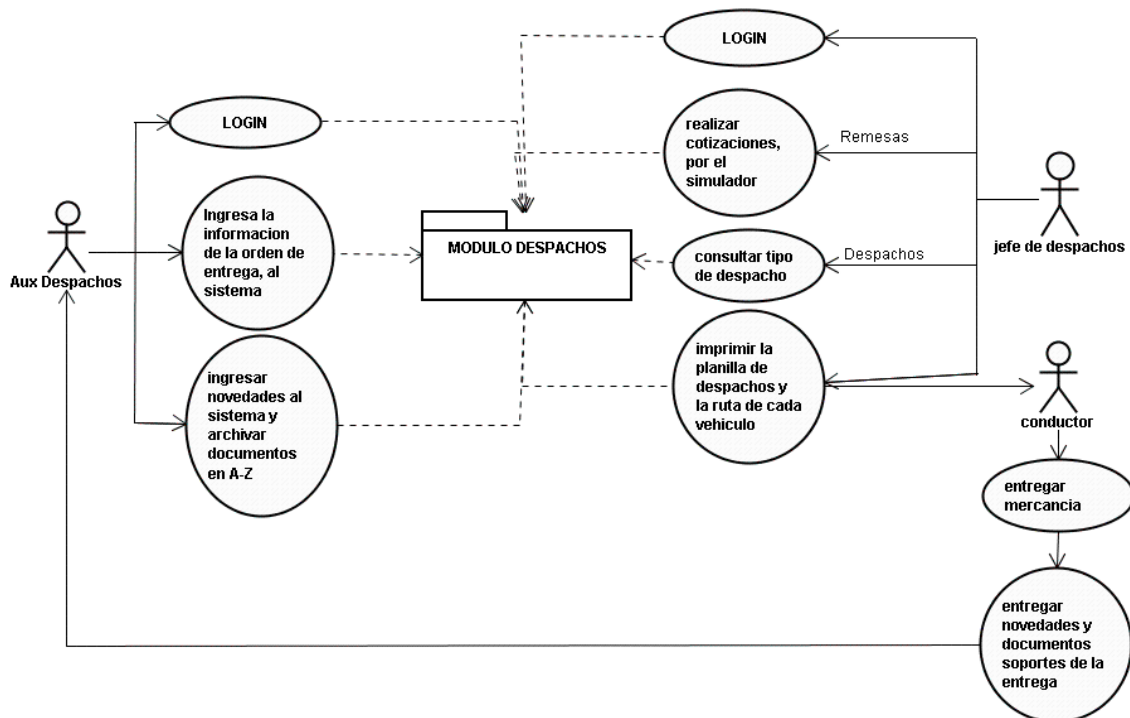 LOGIN
LOGIN
realizar
cotizaciones,
por el
simulador
Remesas
Ingresa la
informacion
de la orden de
entrega, al
sistema
Aux Despachos
MODULO DESPACHOS
consultar tipo
de despacho
Despachos
jefe de despachos
ingresar
novedades al
sistema y
archivar
documentos
en A-Z
imprimir la
planilla de
despachos y
la ruta de cada
vehiculo
conductor
entregar
mercancia
entregar
novedades y
documentos
soportes de la
entrega